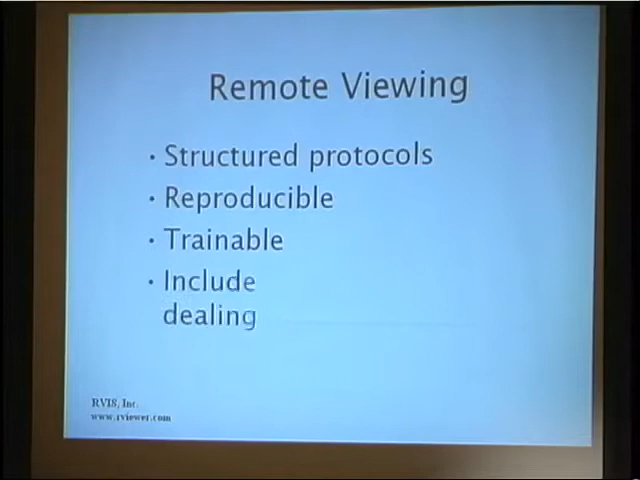 Remote Viewing
• Structured protocols
• Reproducible
• Trainable
• Include
dealing
RVIS, Inc.
www.rviewer.com